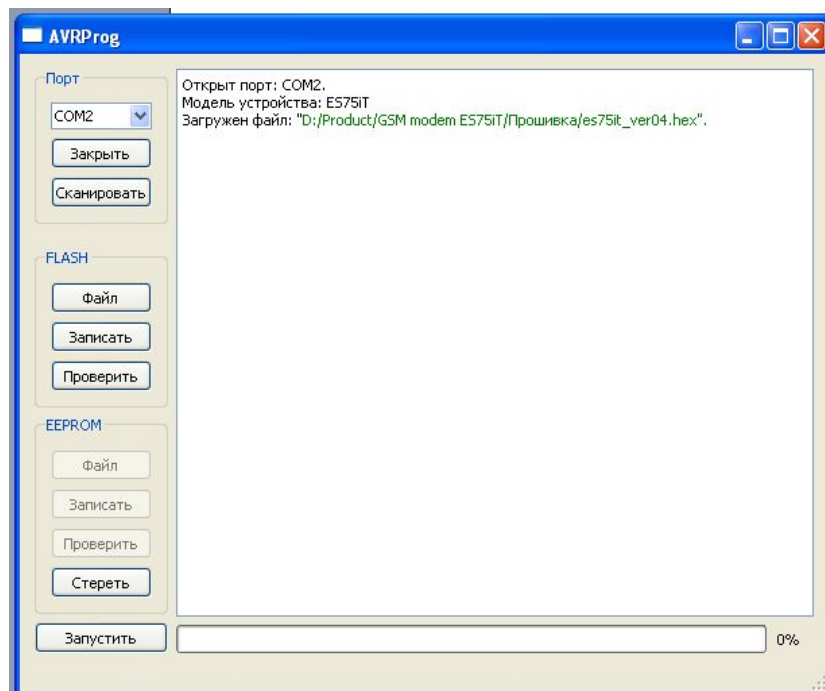 AVRProg
Порт
COM2
Закрыть
Сканировать
FLASH
Файл
Записать
Проверить
EEPROM
Файл
Записать
Проверить
Стереть
Запустить
Открыт порт: COM2.
Модель устройства: ES75iT
Загружен файл: "D:/Product/GSM modem ES75iT/Прошивка/es75it_ver04.hex".
0%